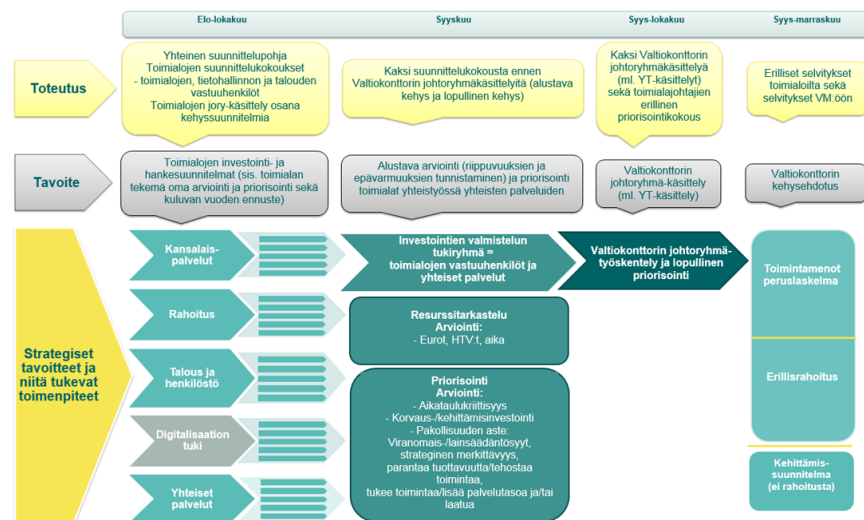 Elo-lokakuu
Syyskuu
Syys-lokakuu
Syys-marraskuu
Toteutus
Yhteinen suunnittelupohja
Toimialojen suunnittelukokoukset
- toimialojen, tietohallinnon ja talouden
vastuuhenkilöt
Toimialojen jory-käsittely osana
kehyssuunnitelmia
Kaksi suunnittelukokousta ennen
Valtiokonttorin johtoryhmäkäsittelyitä (alustava
kehys ja lopullinen kehys)
Kaksi Valtiokonttorin
johtoryhmäkäsittelyä
(ml. YT-käsittelyt)
sekä toimialajohtajien
erillinen
priorisointikokous
Erilliset selvitykset
toimialoilta sekä
selvitykset VM:öön
Tavoite
Toimialojen investointi- ja
hankesuunnitelmat (sis. toimialan
tekemä oma arviointi ja priorisointi sekä
kuluvan vuoden ennuste)
Alustava arviointi (riippuvuuksien ja
epävarmuuksien tunnistaminen) ja priorisointi
toimialat yhteistyössä yhteisten palveluiden
Valtiokonttorin
johtoryhmä-käsittely
(ml. YT-käsittely)
Valtiokonttorin
kehysehdotus
Strategiset
tavoitteet ja
niitä tukevat
toimenpiteet
Kansalais-
palvelut
Rahoitus
Talous ja
henkilöstö
Digitalisaation
tuki
Yhteiset
palvelut
Investointien valmistelun
tukiryhmä =
toimialojen vastuuhenkilöt ja
yhteiset palvelut
Resurssitarkastelu
Arviointi:
- Eurot, HTV:t, aika
Priorisointi
Arviointi:
- Aikataulukriittisyys
- Korvaus-/kehittämisinvestointi
- Pakollisuuden aste:
Viranomais-/lainsäädäntösyyt,
strateginen merkittävyys,
parantaa tuottavuutta/tehostaa
toimintaa,
tukee toimintaa/lisää palvelutasoa ja/tai
laatua
Valtiokonttorin johtoryhmä-
työskentely ja lopullinen
priorisointi
Toimintamenot
peruslaskelma
Erillisrahoitus
Kehittämis-
suunnitelma
(ei rahoitusta)